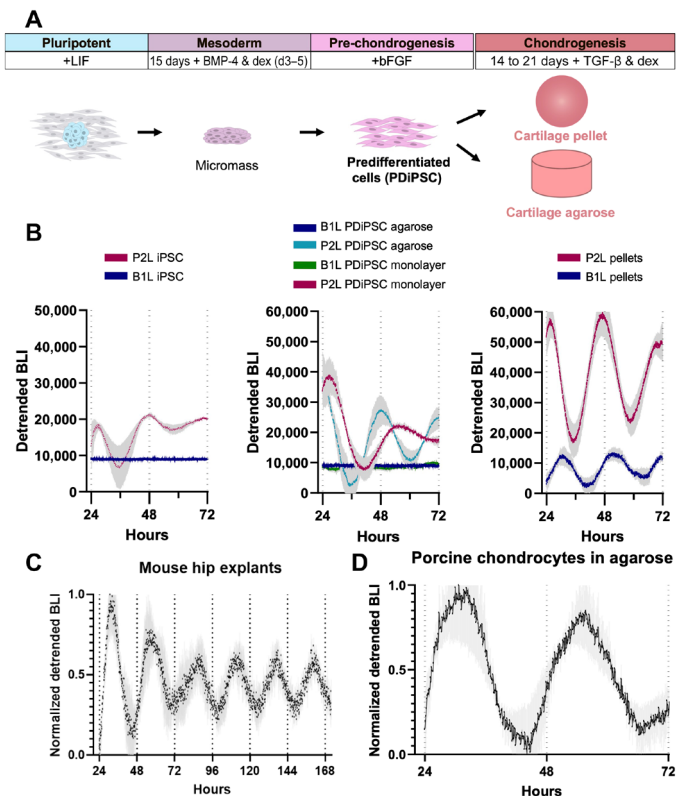 A
Pluripotent
Mesoderm
Pre-chondrogenesis
Chondrogenesis
+LIF
15 days + BMP-4 & dex (d3–5)
+bFGF
14 to 21 days + TGF-β & dex
Micromass
Predifferentiated
cells (PDiPSC)
Cartilage pellet
Cartilage agarose
B
P2L iPSC
B1L iPSC
Detrended BLI
50,000
40,000
30,000
20,000
10,000
0
24 48 72
Hours
B1L PDiPSC agarose
P2L PDiPSC agarose
B1L PDiPSC monolayer
P2L PDiPSC monolayer
Detrended BLI
60,000
50,000
40,000
30,000
20,000
10,000
0
24 48 72
Hours
P2L pellets
B1L pellets
Detrended BLI
60,000
50,000
40,000
30,000
20,000
10,000
0
24 48 72
Hours
C
Mouse hip explants
Normalized detrended BLI
1.0
0.5
0.0
24 48 72 96 120 144 168
Hours
D
Porcine chondrocytes in agarose
Normalized detrended BLI
1.0
0.5
0.0
24 48 72
Hours